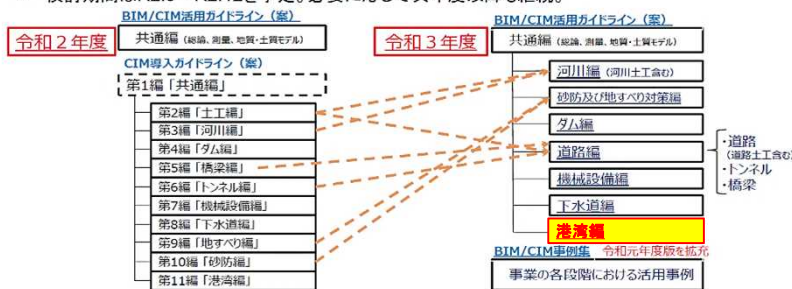 令和２年度
BIM/CIM活用ガイドライン（案）
共通編（総論、測量、地質・土質モデル）
CIM導入ガイドライン（案）
第1編「共通編」
第2編「土工編」
第3編「河川編」
第4編「ダム編」
第5編「橋梁編」
第6編「トンネル編」
第7編「機械設備編」
第8編「下水道編」
第9編「地すべり編」
第10編「砂防編」
第11編「港湾編」
令和３年度
BIM/CIM活用ガイドライン（案）
共通編（総論、測量、地質・土質モデル）
河川編（河川土工含む）
砂防及び地すべり対策編
ダム編
道路編
機械設備編
下水道編
港湾編
・道路
（道路土工含む）
・トンネル
・橋梁
BIM/CIM事例集 令和元年度版を拡充
事業の各段階における活用事例